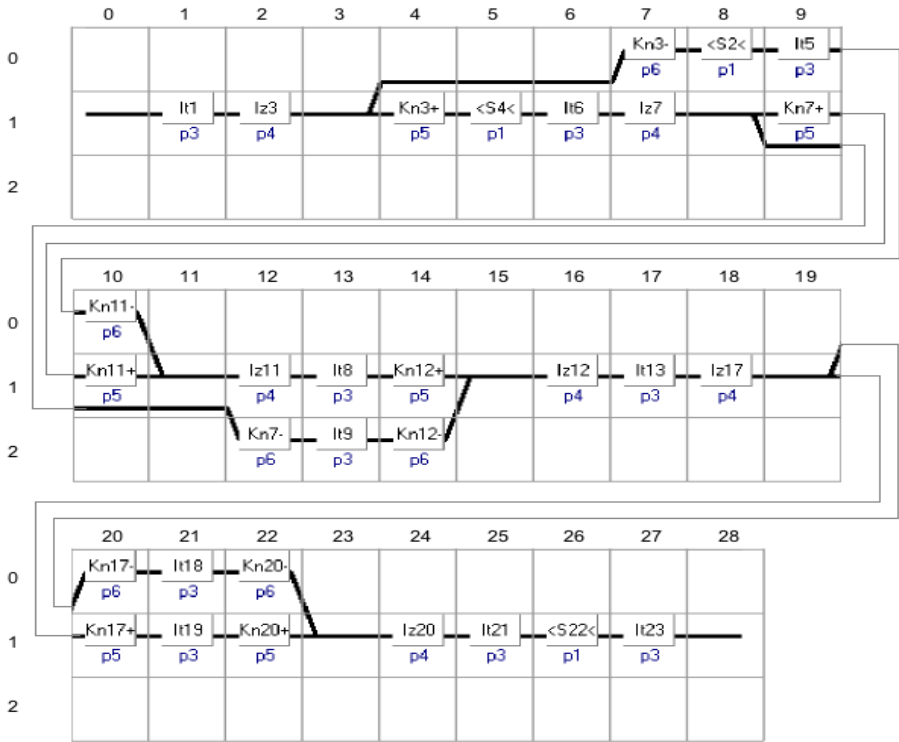 0 1 2 3 4 5 6 7 8 9
0 Kn3- <S2< It5
p6 p1 p3
1 It1 Iz3 Kn3+ <S4< It6 Iz7 Kn7+
p3 p4 p5 p1 p3 p4 p5
2
10 11 12 13 14 15 16 17 18 19
0 Kn11-
p6
1 Kn11+ Iz11 It8 Kn12+ Iz12 It13 Iz17
p5 p4 p3 p5 p4 p3 p4
2 Kn7- It9 Kn12-
p6 p3 p6
20 21 22 23 24 25 26 27 28
0 Kn17- It18 Kn20-
p6 p3 p6
1 Kn17+ It19 Kn20+ Iz20 It21 <S22< It23
p5 p3 p5 p4 p3 p1 p3
2